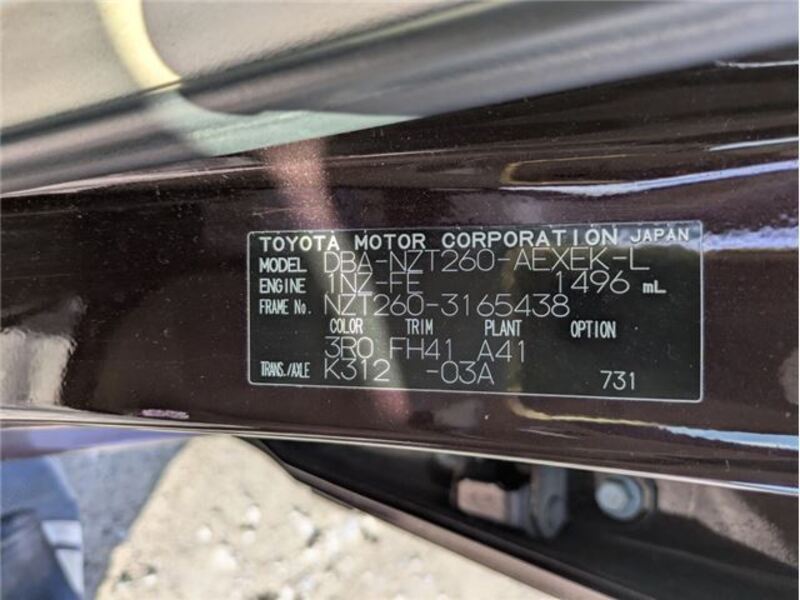 TOYOTA MOTOR CORPORATION JAPAN
MODEL DBA-NZT260-AEXEK-L
ENGINE 1NZ-FE 1496 mL
FRAME No. NZT260-3165438
COLOR TRIM PLANT OPTION
3R0 FH41 A41
TRANS./AXLE K312 -03A 731